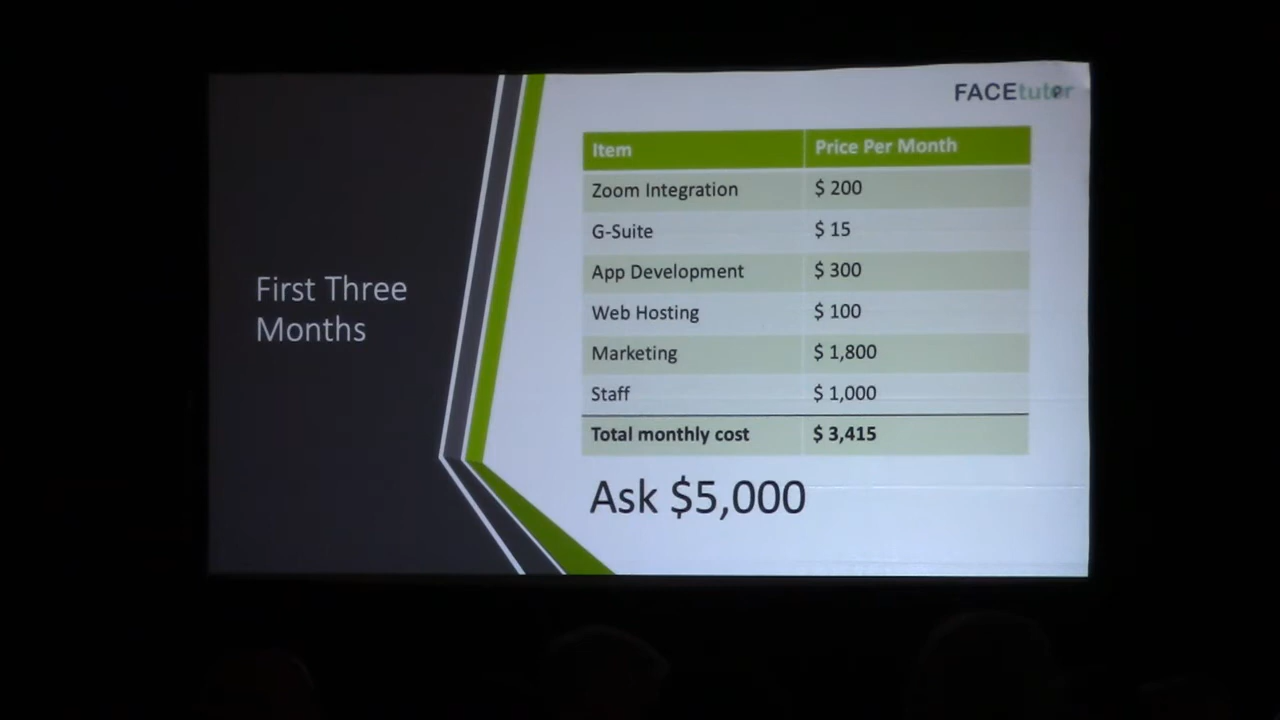 FACEtutor
First Three
Months
Item Price Per Month
Zoom Integration $ 200
G-Suite $ 15
App Development $ 300
Web Hosting $ 100
Marketing $ 1,800
Staff $ 1,000
Total monthly cost $ 3,415
Ask $5,000